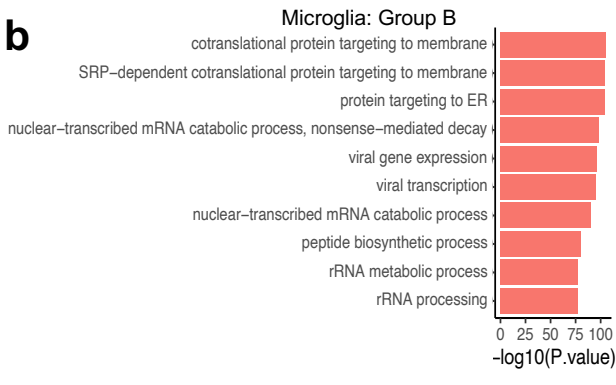 b
Microglia: Group B
cotranslational protein targeting to membrane
SRP−dependent cotranslational protein targeting to membrane
protein targeting to ER
nuclear−transcribed mRNA catabolic process, nonsense−mediated decay
viral gene expression
viral transcription
nuclear−transcribed mRNA catabolic process
peptide biosynthetic process
rRNA metabolic process
rRNA processing
0 25 50 75 100
−log10(P.value)